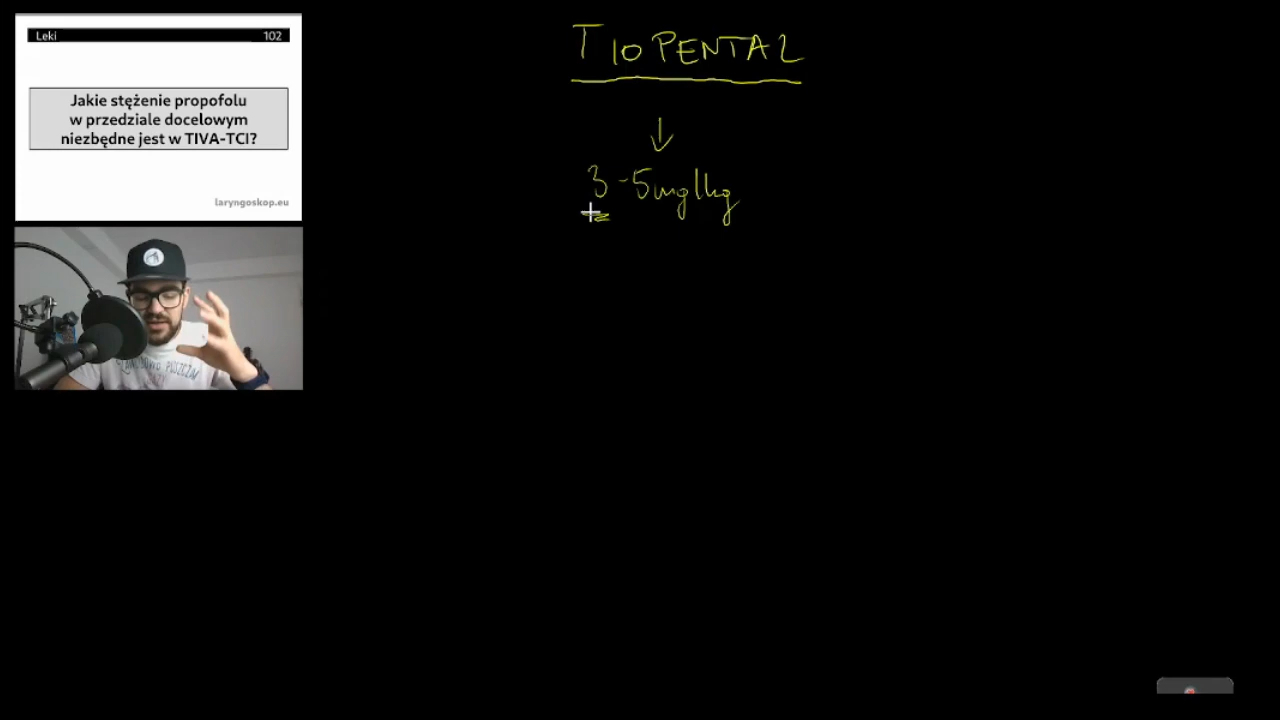 Leki 102
Jakie stężenie propofolu
w przedziale docelowym
niezbędne jest w TIVA-TCI?
laryngoskop.eu
TIOPENTAL
3-5mg/kg